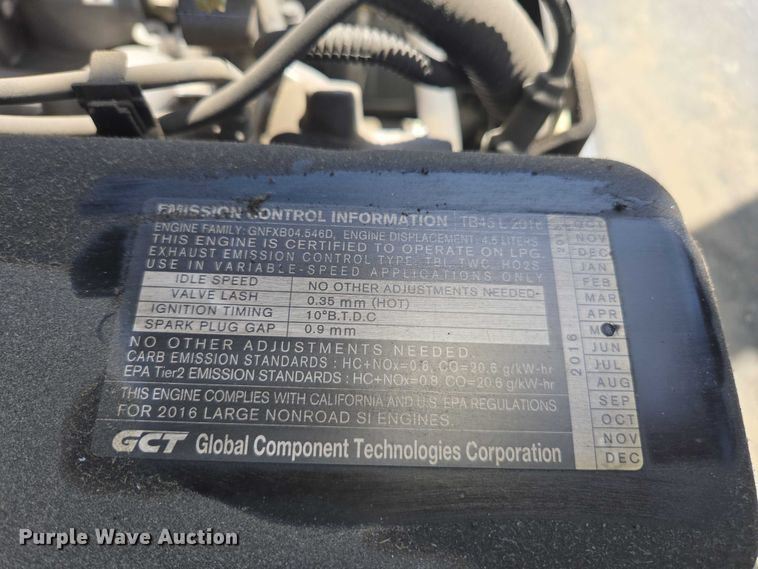 EMISSION CONTROL INFORMATION TB45 L 2016
ENGINE FAMILY: GNFXB04.546D, ENGINE DISPLACEMENT: 4.5 LITERS
THIS ENGINE IS CERTIFIED TO OPERATE ON LPG.
EXHAUST EMISSION CONTROL TYPE: TBI, TWC, HO2S
USE IN VARIABLE-SPEED APPLICATIONS ONLY
IDLE SPEED NO OTHER ADJUSTMENTS NEEDED
VALVE LASH 0.35 mm (HOT)
IGNITION TIMING 10°B.T.D.C
SPARK PLUG GAP 0.9 mm
NO OTHER ADJUSTMENTS NEEDED.
CARB EMISSION STANDARDS : HC+NOx=0.8, CO=20.6 g/kW-hr
EPA Tier2 EMISSION STANDARDS : HC+NOx=0.8, CO=20.6 g/kW-hr
THIS ENGINE COMPLIES WITH CALIFORNIA AND U.S. EPA REGULATIONS
FOR 2016 LARGE NONROAD SI ENGINES.
GCT Global Component Technologies Corporation
NOV
DEC
2016
JAN
FEB
MAR
APR
JUN
JUL
AUG
SEP
OCT
NOV
DEC
Purple Wave Auction